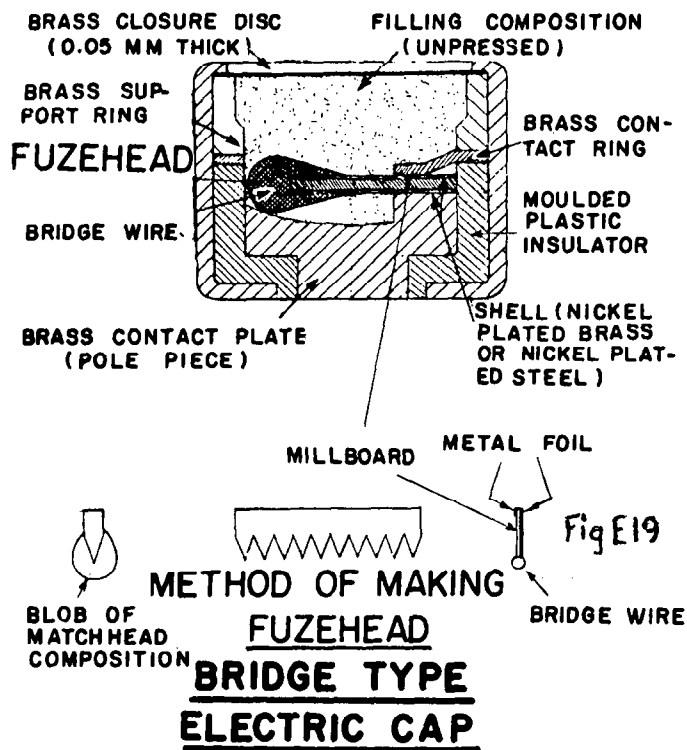 BRASS CLOSURE DISC
(0.05 MM THICK)
FILLING COMPOSITION
(UNPRESSED)
BRASS SUP-
PORT RING
FUZEHEAD
BRIDGE WIRE
BRASS CON-
TACT RING
MOULDED
PLASTIC
INSULATOR
BRASS CONTACT PLATE
(POLE PIECE)
SHELL (NICKEL
PLATED BRASS
OR NICKEL PLAT-
ED STEEL)
MILLBOARD
METAL FOIL
Fig E19
BLOB OF
MATCHHEAD
COMPOSITION
BRIDGE WIRE
METHOD OF MAKING
FUZEHEAD
BRIDGE TYPE
ELECTRIC CAP